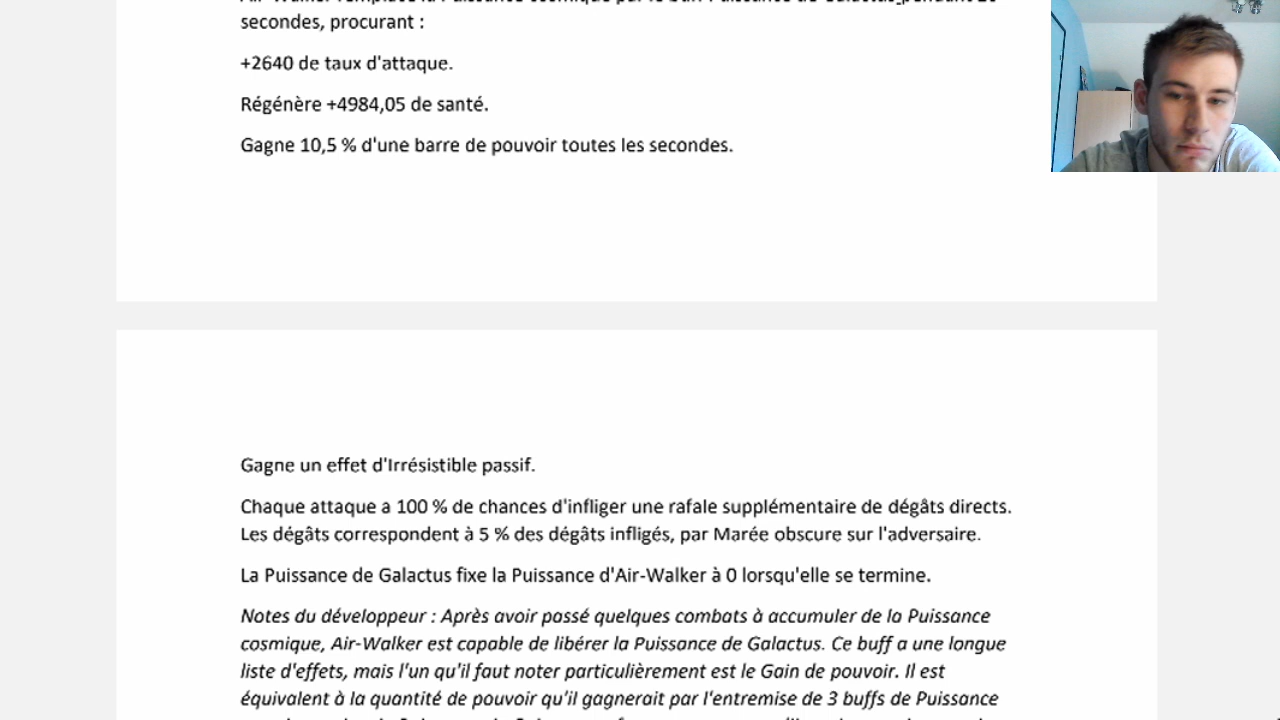 secondes, procurant :
+2640 de taux d'attaque.
Régénère +4984,05 de santé.
Gagne 10,5 % d'une barre de pouvoir toutes les secondes.
Gagne un effet d'Irrésistible passif.
Chaque attaque a 100 % de chances d'infliger une rafale supplémentaire de dégâts directs.
Les dégâts correspondent à 5 % des dégâts infligés, par Marée obscure sur l'adversaire.
La Puissance de Galactus fixe la Puissance d'Air-Walker à 0 lorsqu'elle se termine.
Notes du développeur : Après avoir passé quelques combats à accumuler de la Puissance
cosmique, Air-Walker est capable de libérer la Puissance de Galactus. Ce buff a une longue
liste d'effets, mais l'un qu'il faut noter particulièrement est le Gain de pouvoir. Il est
équivalent à la quantité de pouvoir qu'il gagnerait par l'entremise de 3 buffs de Puissance